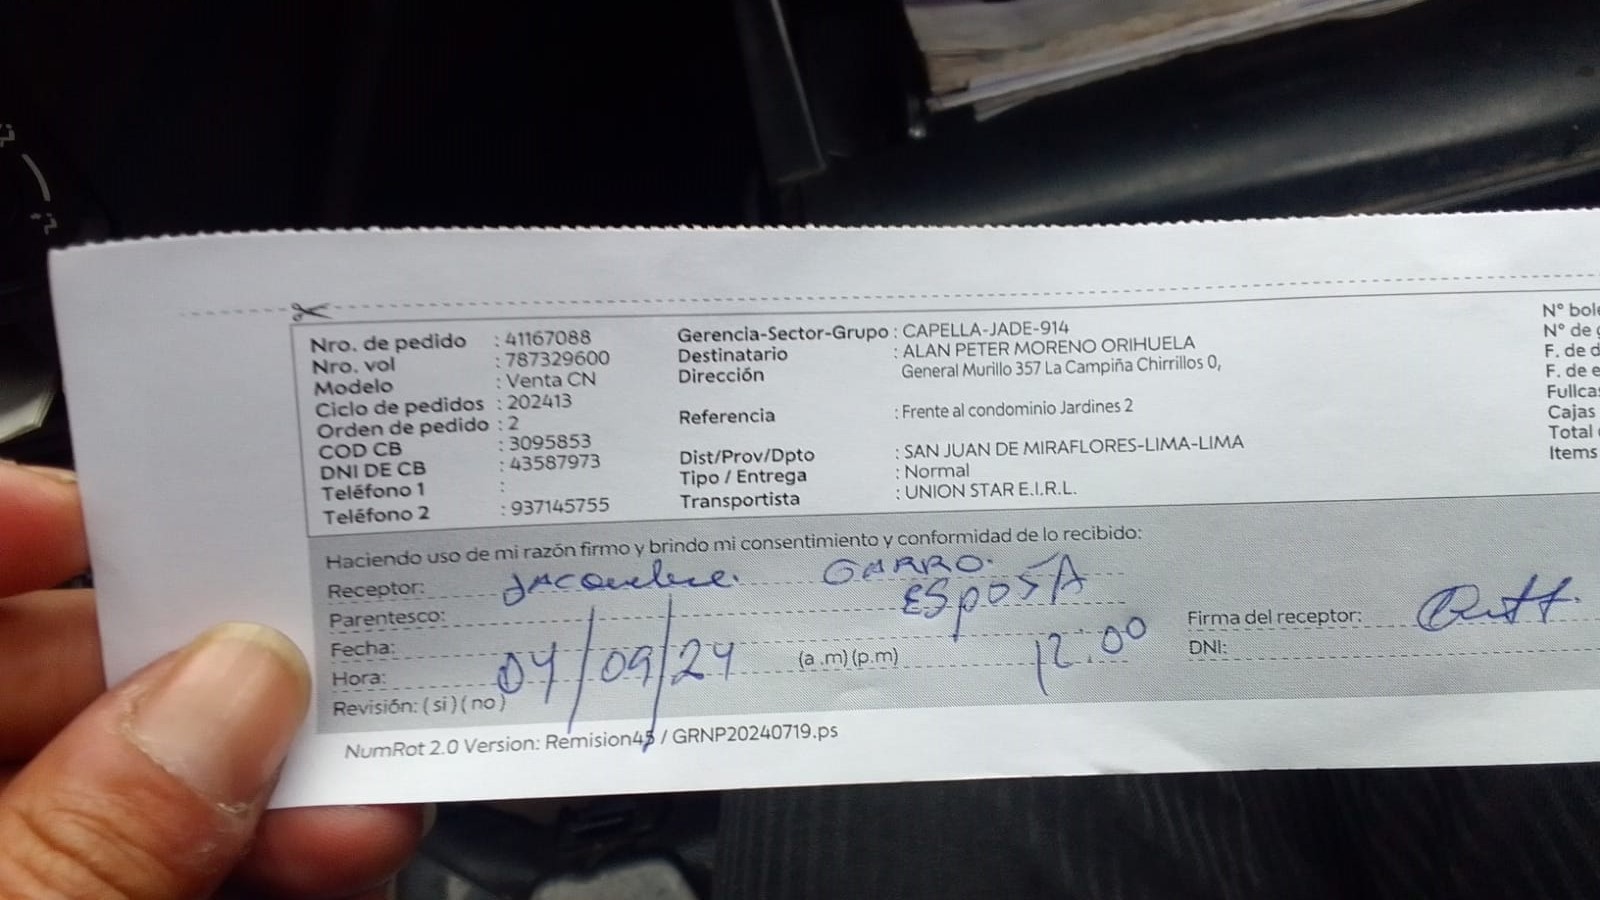 Nro. de pedido : 41167088
Nro. vol : 787329600
Modelo : Venta CN
Ciclo de pedidos : 202413
Orden de pedido : 2
COD CB : 3095853
DNI DE CB : 43587973
Teléfono 1 :
Teléfono 2 : 937145755
Gerencia-Sector-Grupo : CAPELLA-JADE-914
Destinatario : ALAN PETER MORENO ORIHUELA
Dirección General Murillo 357 La Campiña Chirrillos 0,
Referencia : Frente al condominio Jardines 2
Dist/Prov/Dpto : SAN JUAN DE MIRAFLORES-LIMA-LIMA
Tipo / Entrega : Normal
Transportista : UNION STAR E.I.R.L.
N° bole
N° de g
F. de d
F. de e
Fullcas
Cajas
Total
Items
Haciendo uso de mi razón firmo y brindo mi consentimiento y conformidad de lo recibido:
Receptor: GARRO.
Parentesco: ESPOSA
Fecha: 04/09/24
Hora: (a .m) (p.m) 12:00
Revisión: ( si ) ( no )
Firma del receptor:
DNI:
NumRot 2.0 Version: Remision45 / GRNP20240719.ps